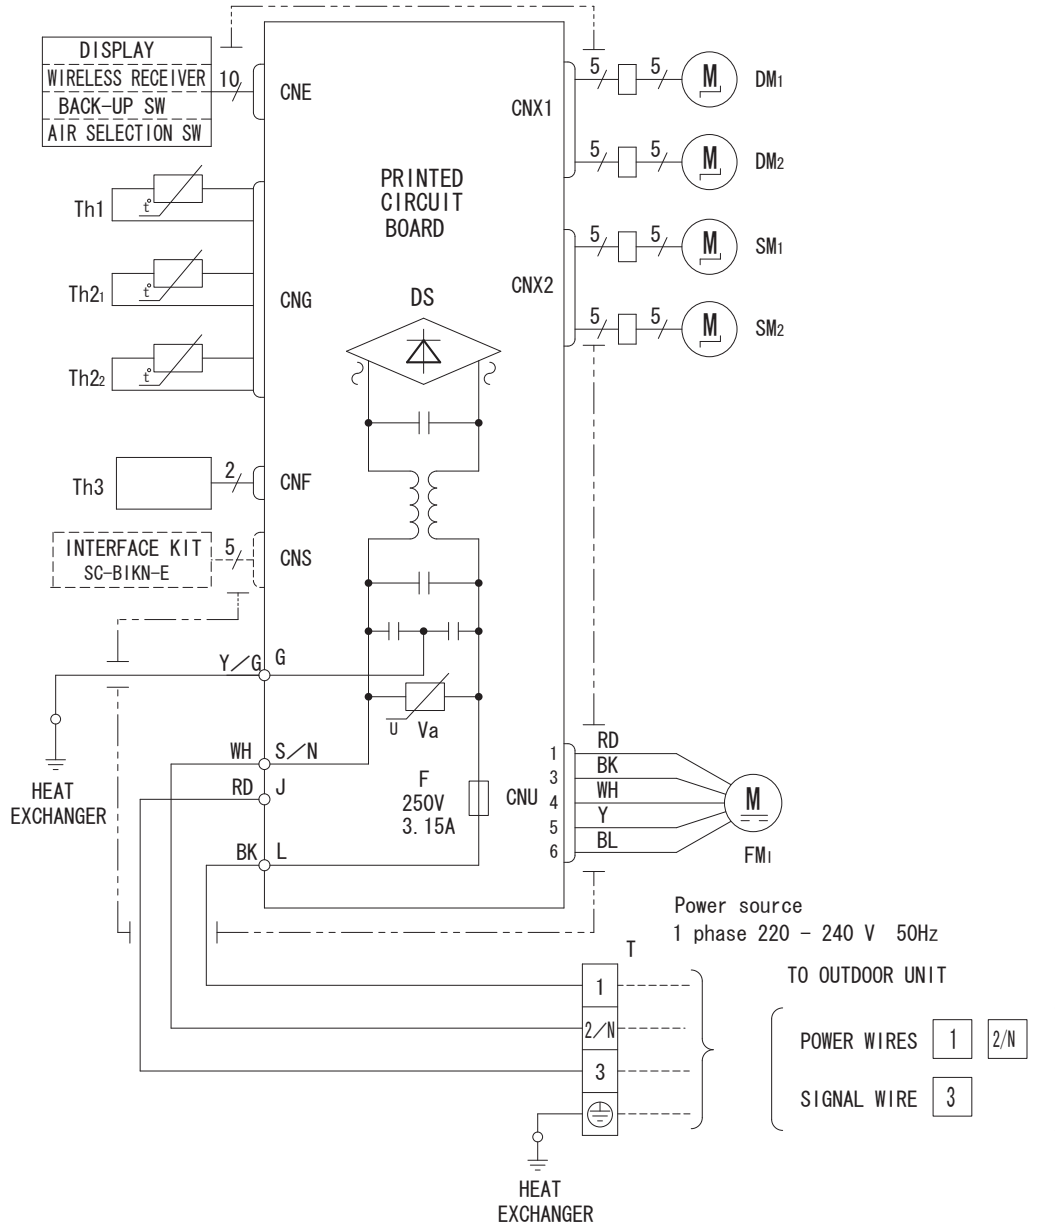 DISPLAY
WIRELESS RECEIVER
BACK-UP SW
AIR SELECTION SW
10
CNE
Th1
t°
Th2₁
t°
Th2₂
t°
CNG
Th3
2
CNF
INTERFACE KIT
SC-BIKN-E
5
CNS
PRINTED
CIRCUIT
BOARD
DS
CNX1
5
5
M
DM₁
5
5
M
DM₂
CNX2
5
5
M
SM₁
5
5
M
SM₂
Y/G
G
HEAT
EXCHANGER
U
Va
WH
S/N
RD
J
F
250V
3.15A
BK
L
CNU
1
RD
3
BK
4
WH
5
Y
6
BL
M
FM₁
Power source
1 phase 220 - 240 V 50Hz
T
1
2/N
3
HEAT
EXCHANGER
TO OUTDOOR UNIT
POWER WIRES 1 2/N
SIGNAL WIRE 3